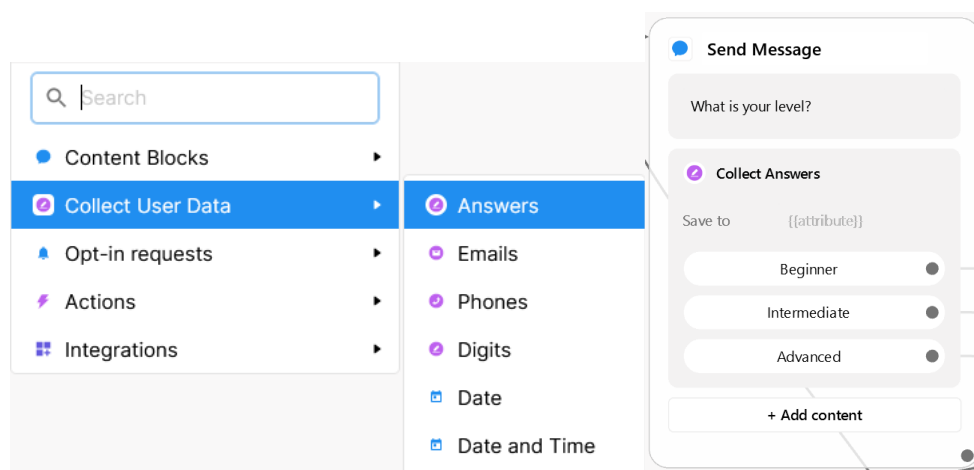 Search
Content Blocks
Collect User Data
Opt-in requests
Actions
Integrations
Answers
Emails
Phones
Digits
Date
Date and Time
Send Message
What is your level?
Collect Answers
Save to {{attribute}}
Beginner
Intermediate
Advanced
+ Add content